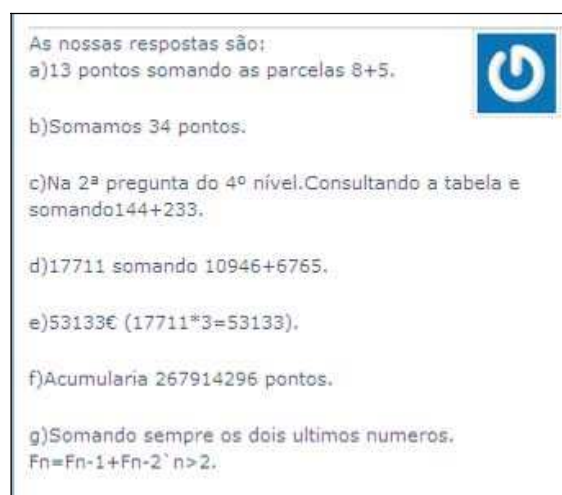 As nossas respostas são:
a)13 pontos somando as parcelas 8+5.
b)Somamos 34 pontos.
c)Na 2ª pregunta do 4º nível.Consultando a tabela e
somando144+233.
d)17711 somando 10946+6765.
e)53133€ (17711*3=53133).
f)Acumularia 267914296 pontos.
g)Somando sempre os dois ultimos numeros.
Fn=Fn-1+Fn-2`n>2.